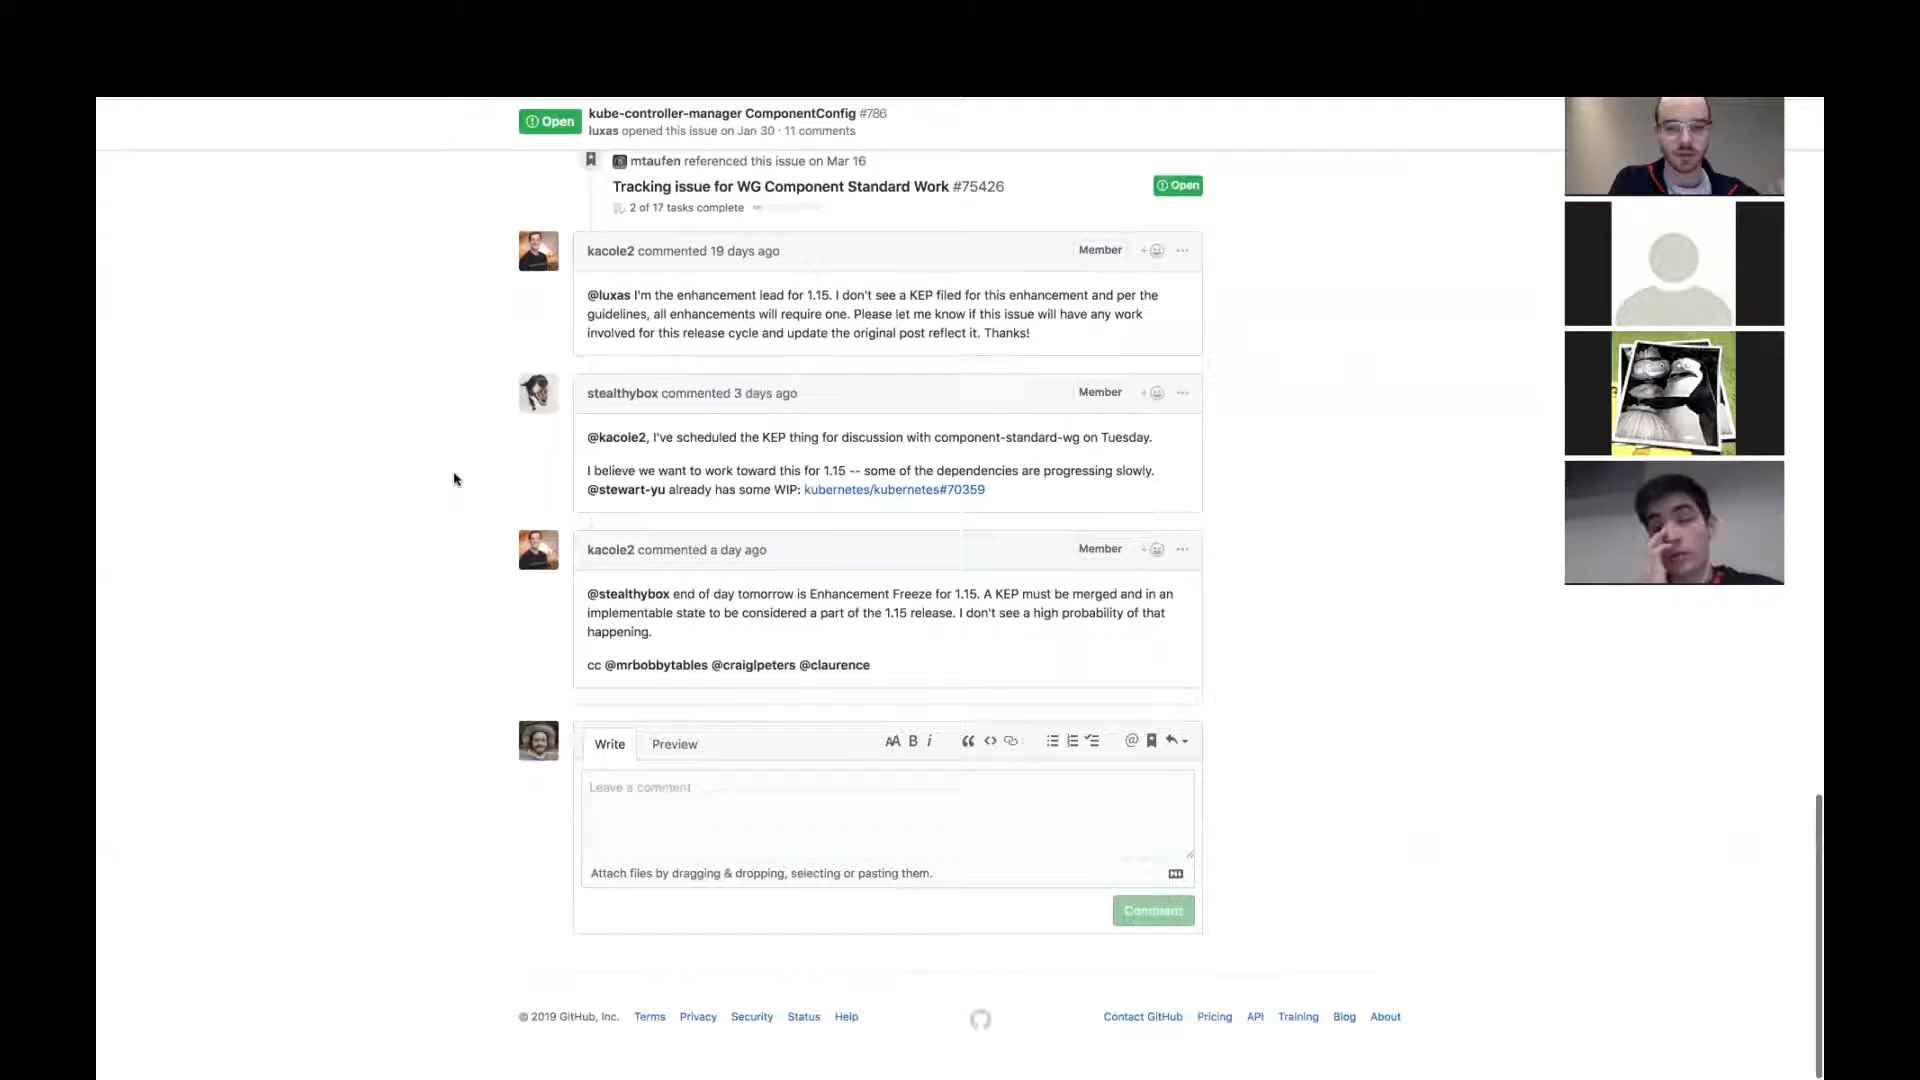 Open
kube-controller-manager ComponentConfig #786
luxas opened this issue on Jan 30 · 11 comments
mtaufen referenced this issue on Mar 16
Tracking issue for WG Component Standard Work #75426
Open
2 of 17 tasks complete
kacole2 commented 19 days ago
Member
@luxas I'm the enhancement lead for 1.15. I don't see a KEP filed for this enhancement and per the
guidelines, all enhancements will require one. Please let me know if this issue will have any work
involved for this release cycle and update the original post reflect it. Thanks!
stealthybox commented 3 days ago
Member
@kacole2, I've scheduled the KEP thing for discussion with component-standard-wg on Tuesday.
I believe we want to work toward this for 1.15 -- some of the dependencies are progressing slowly.
@stewart-yu already has some WIP: kubernetes/kubernetes#70359
kacole2 commented a day ago
Member
@stealthybox end of day tomorrow is Enhancement Freeze for 1.15. A KEP must be merged and in an
implementable state to be considered a part of the 1.15 release. I don't see a high probability of that
happening.
cc @mrbobbytables @craiglpeters @claurence
Write Preview AA B i
Leave a comment
Attach files by dragging & dropping, selecting or pasting them.
Comment
© 2019 GitHub, Inc. Terms Privacy Security Status Help Contact GitHub Pricing API Training Blog About